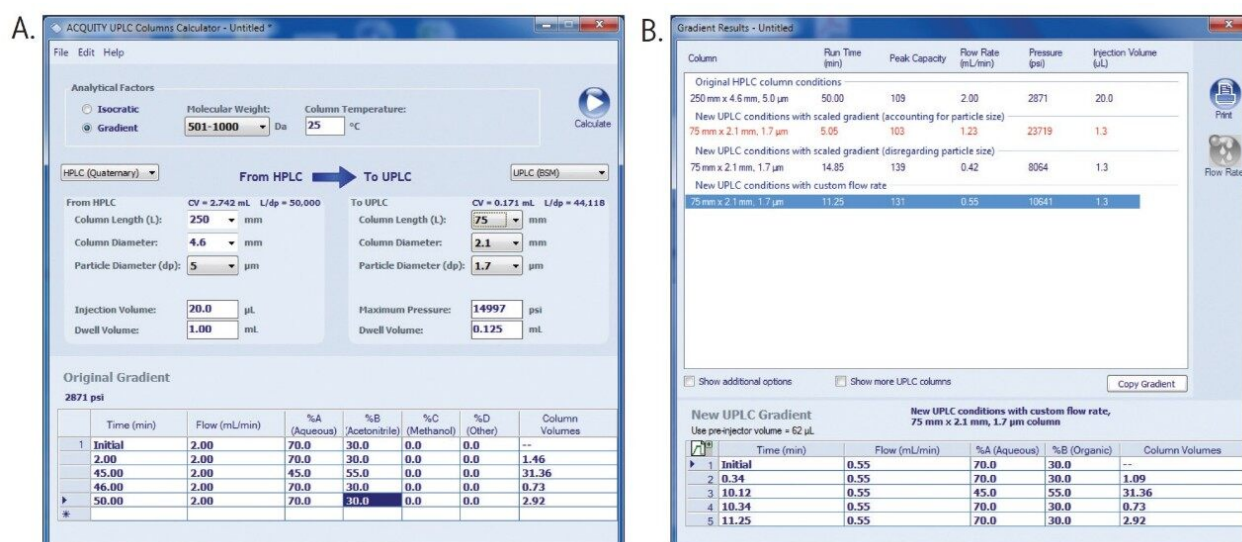 A.
ACQUITY UPLC Columns Calculator - Untitled *
File Edit Help
Analytical Factors
Isocratic
Gradient
Molecular Weight:
501-1000 Da
Column Temperature:
25 °C
Calculate
HPLC (Quaternary)
From HPLC To UPLC
UPLC (BSM)
From HPLC CV = 2.742 mL L/dp = 50,000
Column Length (L): 250 mm
Column Diameter: 4.6 mm
Particle Diameter (dp): 5 µm
Injection Volume: 20.0 µL
Dwell Volume: 1.00 mL
To UPLC CV = 0.171 mL L/dp = 44,118
Column Length (L): 75 mm
Column Diameter: 2.1 mm
Particle Diameter (dp): 1.7 µm
Maximum Pressure: 14997 psi
Dwell Volume: 0.125 mL
Original Gradient
2871 psi
Time (min) Flow (mL/min) %A (Aqueous) %B (Acetonitrile) %C (Methanol) %D (Other) Column Volumes
1 Initial 2.00 70.0 30.0 0.0 0.0 --
2.00 2.00 70.0 30.0 0.0 0.0 1.46
45.00 2.00 45.0 55.0 0.0 0.0 31.36
46.00 2.00 70.0 30.0 0.0 0.0 0.73
50.00 2.00 70.0 30.0 0.0 0.0 2.92
*
B.
Gradient Results - Untitled
Column Run Time (min) Peak Capacity Flow Rate (mL/min) Pressure (psi) Injection Volume (µL)
Original HPLC column conditions
250 mm x 4.6 mm, 5.0 µm 50.00 109 2.00 2871 20.0
New UPLC conditions with scaled gradient (accounting for particle size)
75 mm x 2.1 mm, 1.7 µm 5.05 103 1.23 23719 1.3
New UPLC conditions with scaled gradient (disregarding particle size)
75 mm x 2.1 mm, 1.7 µm 14.85 139 0.42 8064 1.3
New UPLC conditions with custom flow rate
75 mm x 2.1 mm, 1.7 µm 11.25 131 0.55 10641 1.3
Print
Flow Rate
Show additional options
Show more UPLC columns
Copy Gradient
New UPLC Gradient
Use pre-injector volume = 62 µL
New UPLC conditions with custom flow rate,
75 mm x 2.1 mm, 1.7 µm column
Time (min) Flow (mL/min) %A (Aqueous) %B (Organic) Column Volumes
1 Initial 0.55 70.0 30.0 --
2 0.34 0.55 70.0 30.0 1.09
3 10.12 0.55 45.0 55.0 31.36
4 10.34 0.55 70.0 30.0 0.73
5 11.25 0.55 70.0 30.0 2.92